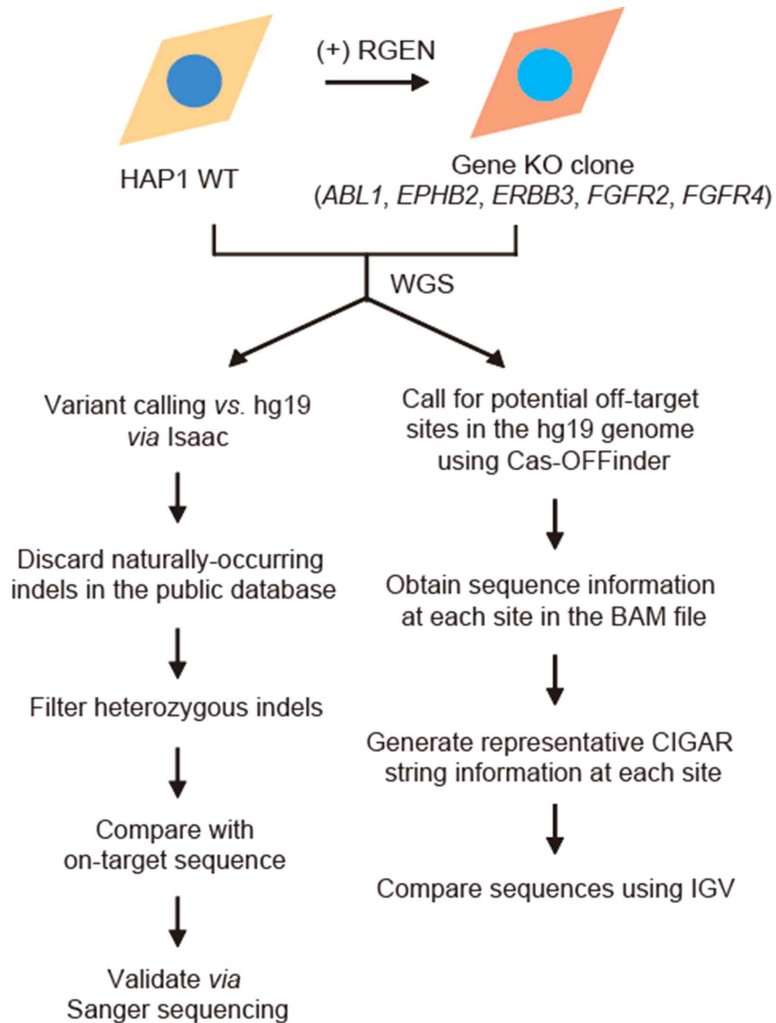 (+) RGEN
HAP1 WT
Gene KO clone
(ABL1, EPHB2, ERBB3, FGFR2, FGFR4)
WGS
Variant calling vs. hg19
via Isaac
Discard naturally-occurring
indels in the public database
Filter heterozygous indels
Compare with
on-target sequence
Validate via
Sanger sequencing
Call for potential off-target
sites in the hg19 genome
using Cas-OFFinder
Obtain sequence information
at each site in the BAM file
Generate representative CIGAR
string information at each site
Compare sequences using IGV